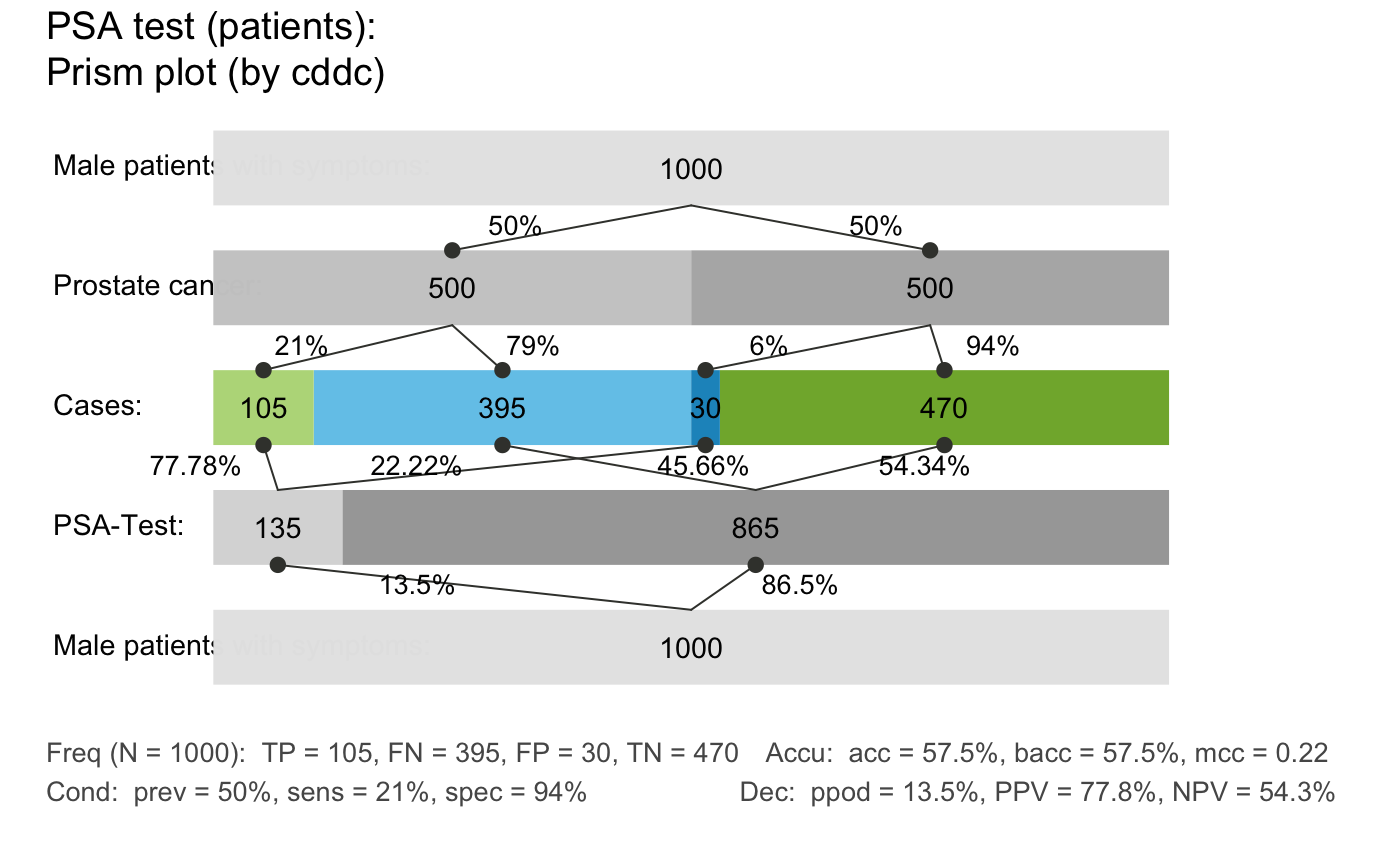 PSA test (patients):
Prism plot (by cddc)
Male patients with symptoms:
1000
50% 50%
Prostate cancer:
500 500
21% 79% 6% 94%
Cases:
105 395 30 470
77.78% 22.22% 45.66% 54.34%
PSA-Test:
135 865
13.5% 86.5%
Male patients with symptoms:
1000
Freq (N = 1000): TP = 105, FN = 395, FP = 30, TN = 470 Accu: acc = 57.5%, bacc = 57.5%, mcc = 0.22
Cond: prev = 50%, sens = 21%, spec = 94% Dec: ppod = 13.5%, PPV = 77.8%, NPV = 54.3%